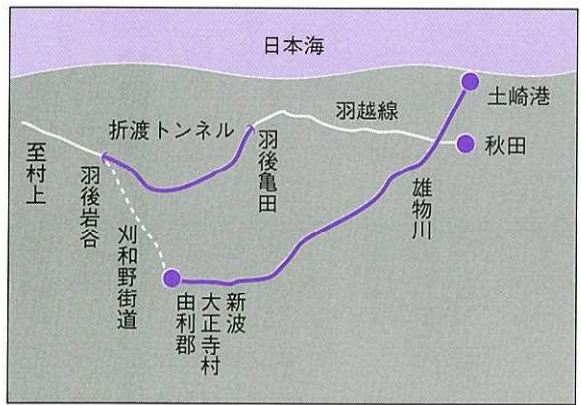 日本海
土崎港
羽越線
折渡トンネル
秋田
羽後亀田
至村上
羽後岩谷
雄物川
刈和野街道
新波
大正寺村
由利郡